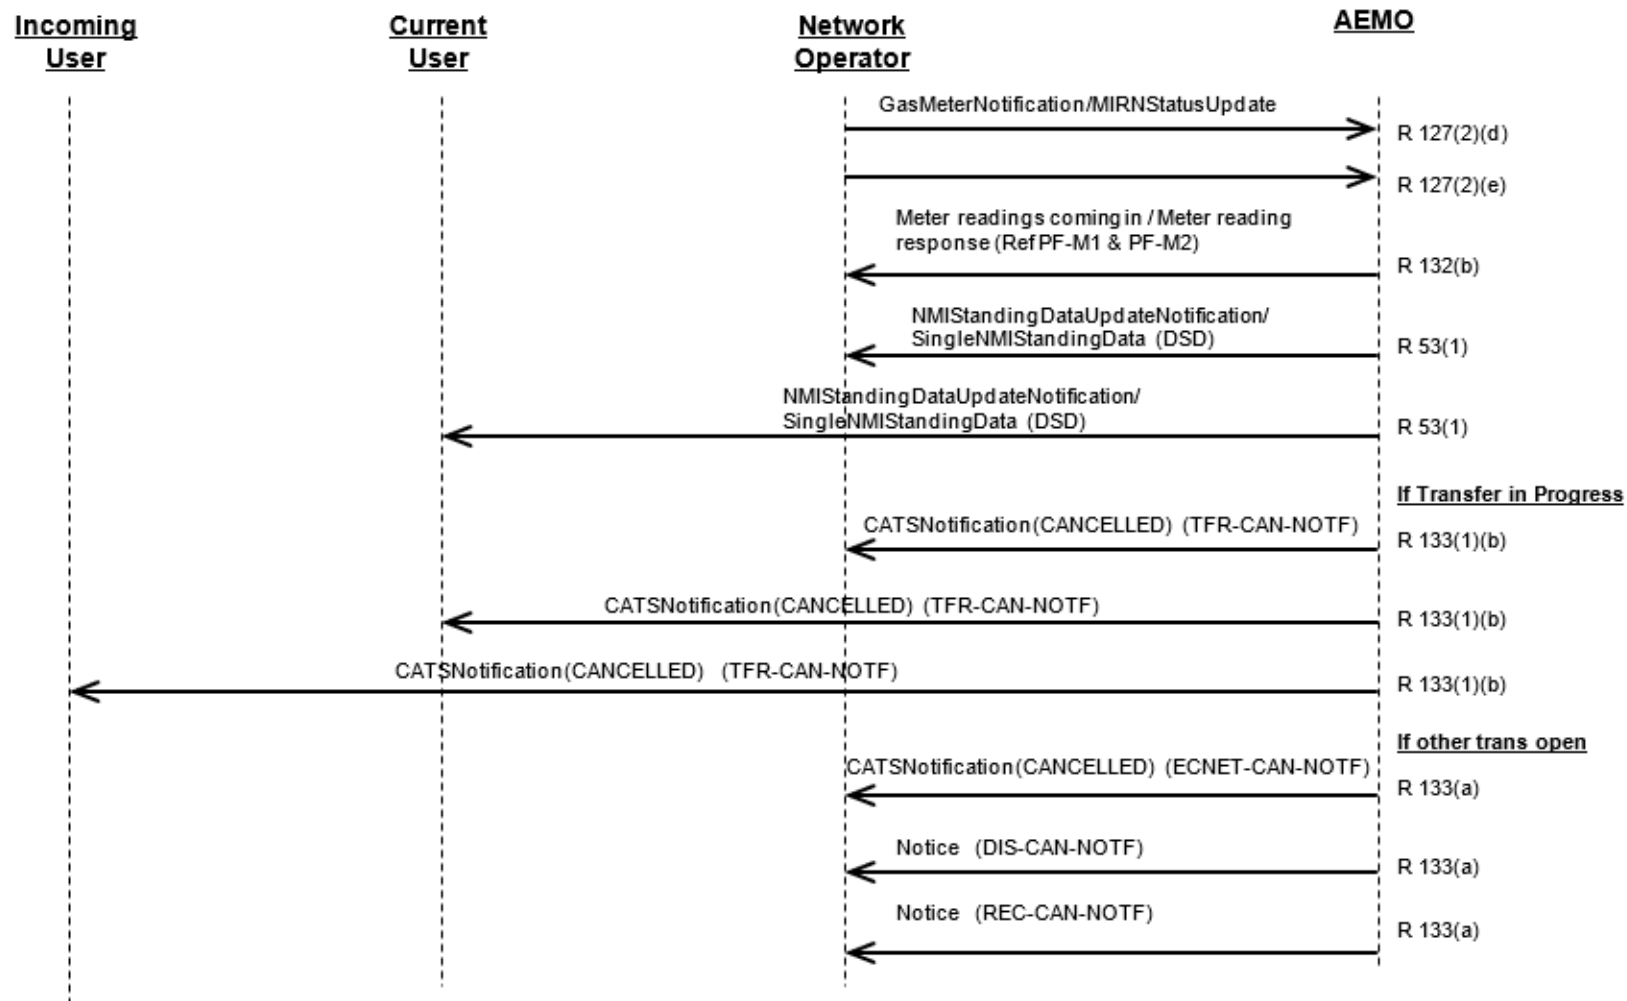 Incoming
User
Current
User
Network
Operator
AEMO
GasMeterNotification/MIRNStatusUpdate
R 127(2)(d)
R 127(2)(e)
Meter readings coming in / Meter reading
response (Ref PF-M1 & PF-M2)
R 132(b)
NMIStandingDataUpdateNotification/
SingleNMIStandingData (DSD)
R 53(1)
NMIStandingDataUpdateNotification/
SingleNMIStandingData (DSD)
R 53(1)
If Transfer in Progress
CATSNotification(CANCELLED) (TFR-CAN-NOTF)
R 133(1)(b)
CATSNotification(CANCELLED) (TFR-CAN-NOTF)
R 133(1)(b)
CATSNotification(CANCELLED) (TFR-CAN-NOTF)
R 133(1)(b)
If other trans open
CATSNotification(CANCELLED) (ECNET-CAN-NOTF)
R 133(a)
Notice (DIS-CAN-NOTF)
R 133(a)
Notice (REC-CAN-NOTF)
R 133(a)